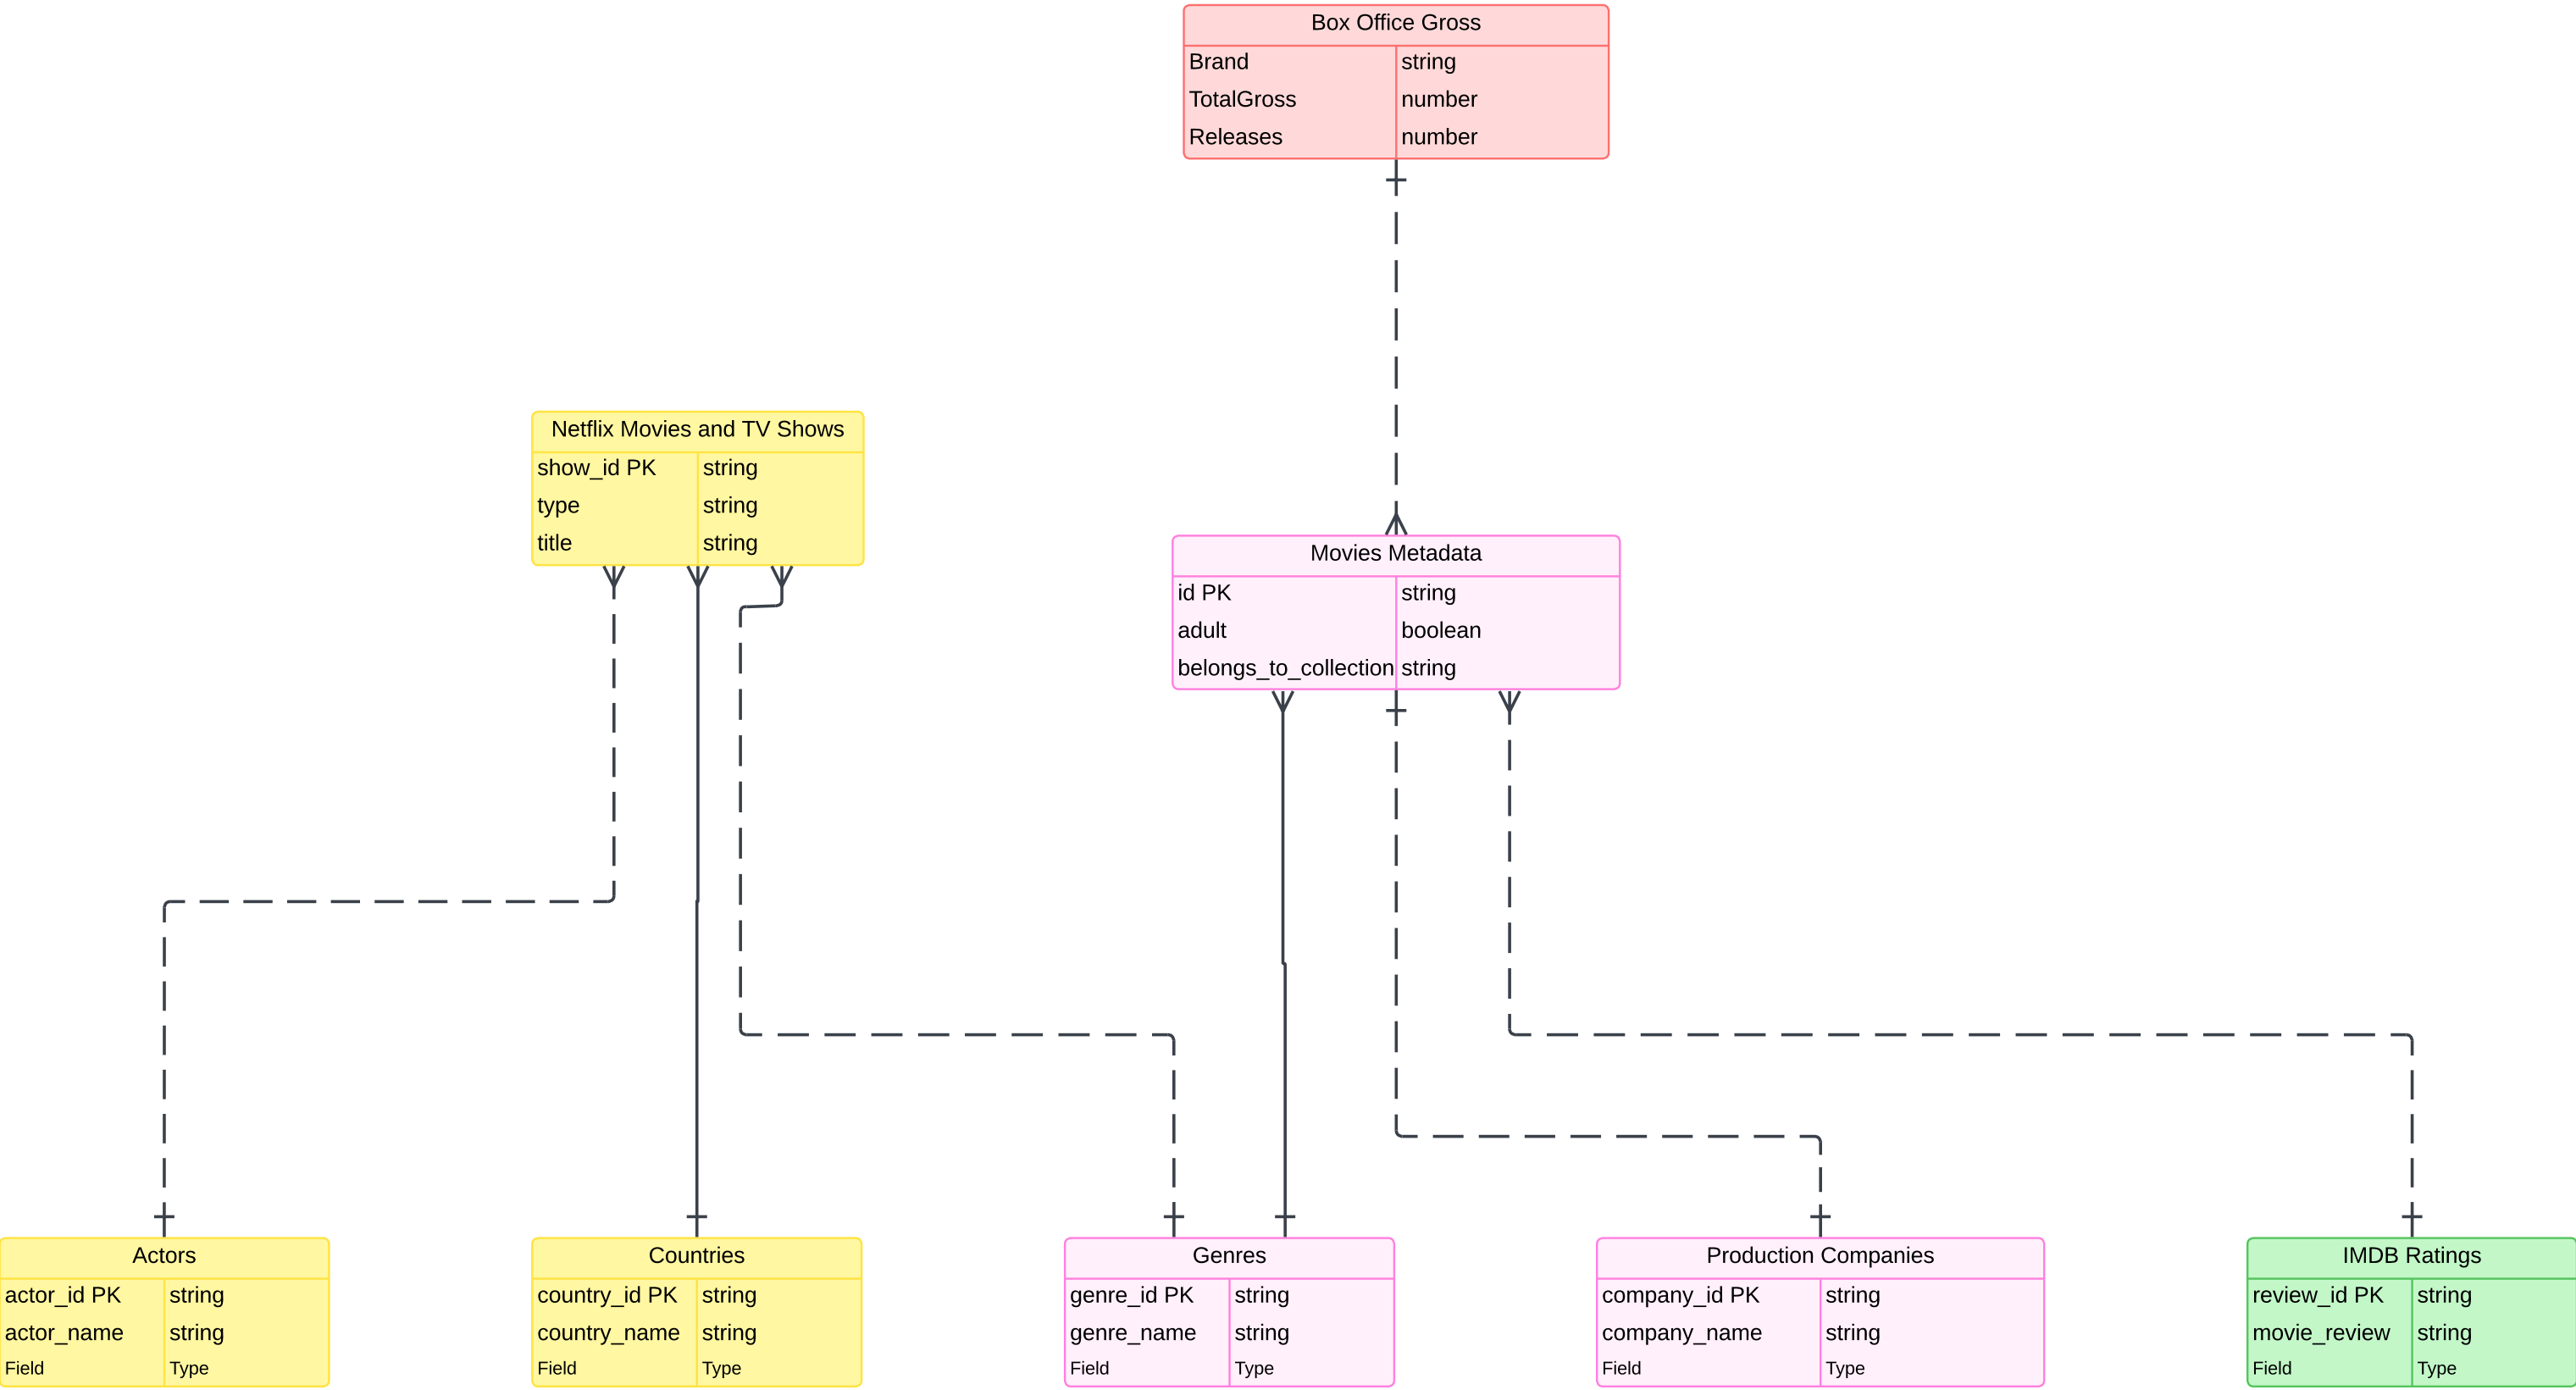 Box Office Gross
Brand string
TotalGross number
Releases number
Netflix Movies and TV Shows
show_id PK string
type string
title string
Movies Metadata
id PK string
adult boolean
belongs_to_collection string
Actors
actor_id PK string
actor_name string
Field Type
Countries
country_id PK string
country_name string
Field Type
Genres
genre_id PK string
genre_name string
Field Type
Production Companies
company_id PK string
company_name string
Field Type
IMDB Ratings
review_id PK string
movie_review string
Field Type